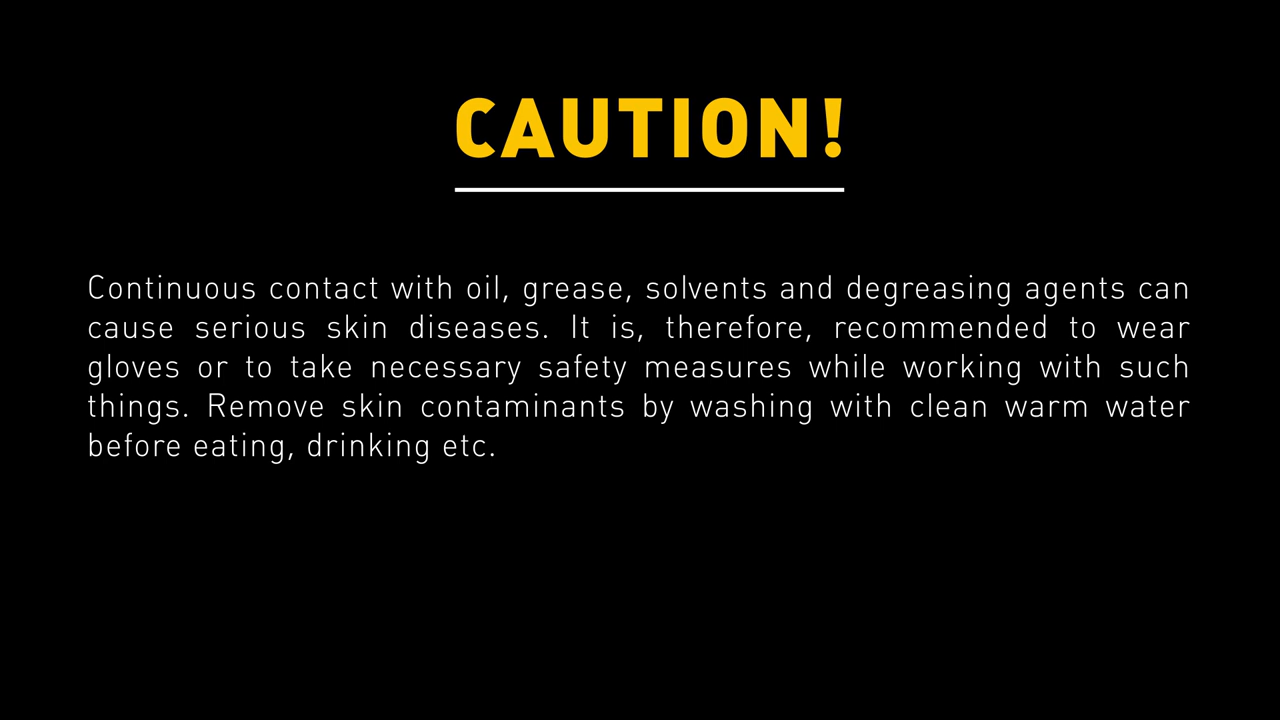 CAUTION!
Continuous contact with oil, grease, solvents and degreasing agents can
cause serious skin diseases. It is, therefore, recommended to wear
gloves or to take necessary safety measures while working with such
things. Remove skin contaminants by washing with clean warm water
before eating, drinking etc.